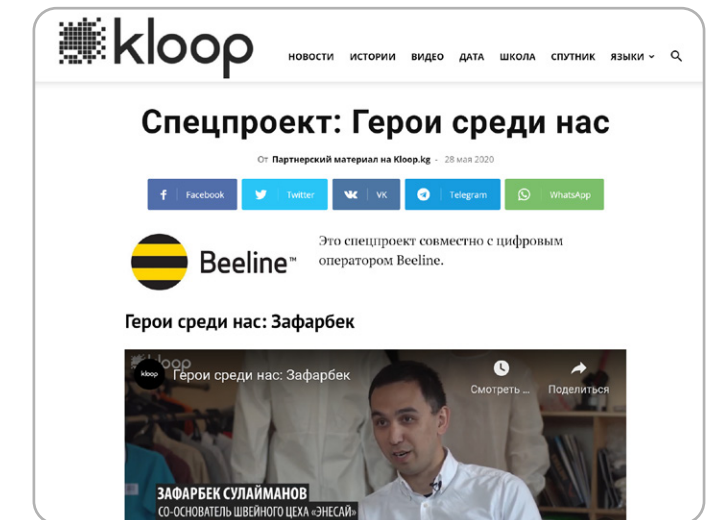 kloop
НОВОСТИ ИСТОРИИ ВИДЕО ДАТА ШКОЛА СПУТНИК ЯЗЫКИ
Спецпроект: Герои среди нас
От Партнерский материал на Kloop.kg - 28 мая 2020
Facebook Twitter VK Telegram WhatsApp
Beeline™
Это спецпроект совместно с цифровым
оператором Beeline.
Герои среди нас: Зафарбек
kloop
kloop Герои среди нас: Зафарбек
Смотреть ... Поделиться
ЗАФАРБЕК СУЛАЙМАНОВ
СО-ОСНОВАТЕЛЬ ШВЕЙНОГО ЦЕХА «ЭНЕСАЙ»